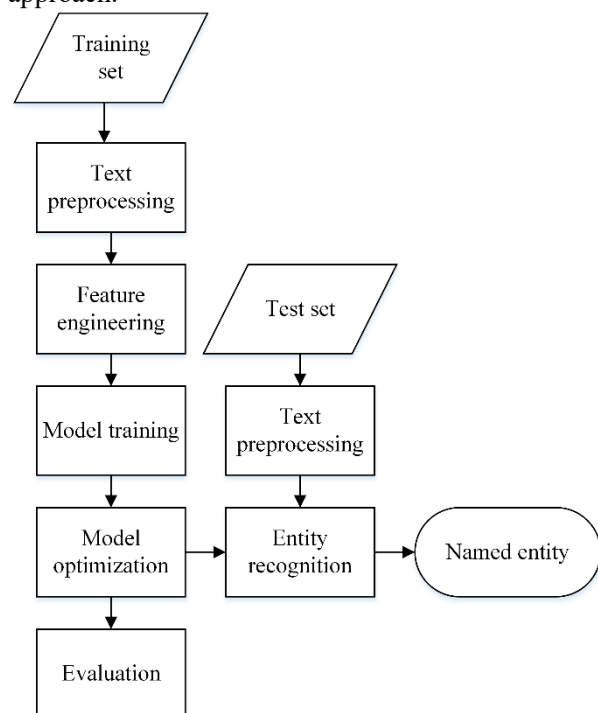 approach.
Training
set
Text
preprocessing
Feature
engineering
Test set
Model training
Text
preprocessing
Model
optimization
Entity
recognition
Named entity
Evaluation